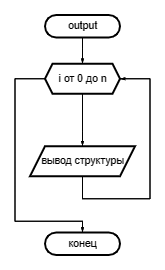 output
i от 0 до n
вывод структуры
конец